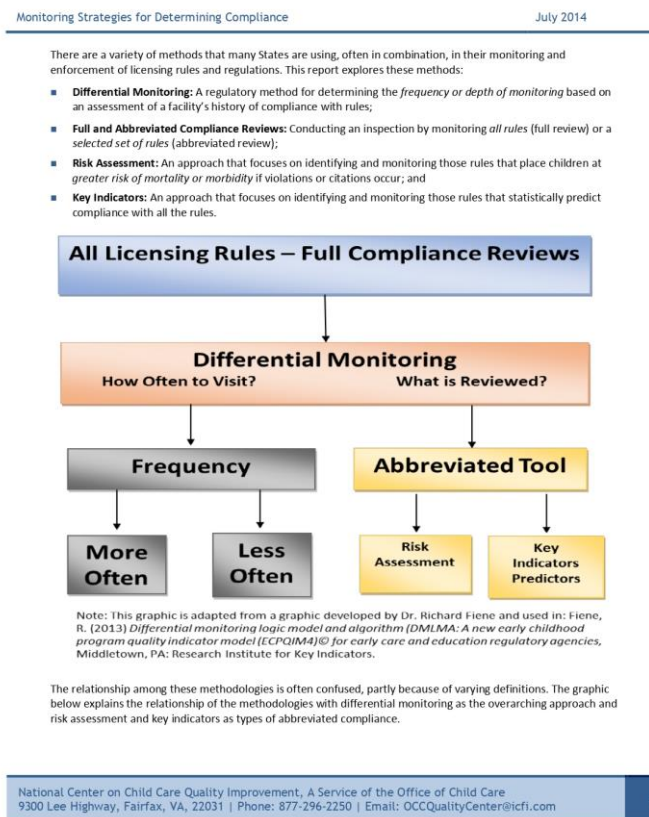 Monitoring Strategies for Determining Compliance July 2014
There are a variety of methods that many States are using, often in combination, in their monitoring and
enforcement of licensing rules and regulations. This report explores these methods:
▪ Differential Monitoring: A regulatory method for determining the frequency or depth of monitoring based on
an assessment of a facility's history of compliance with rules;
▪ Full and Abbreviated Compliance Reviews: Conducting an inspection by monitoring all rules (full review) or a
selected set of rules (abbreviated review);
▪ Risk Assessment: An approach that focuses on identifying and monitoring those rules that place children at
greater risk of mortality or morbidity if violations or citations occur; and
▪ Key Indicators: An approach that focuses on identifying and monitoring those rules that statistically predict
compliance with all the rules.
All Licensing Rules – Full Compliance Reviews
Differential Monitoring
How Often to Visit? What is Reviewed?
Frequency Abbreviated Tool
More
Often
Less
Often
Risk
Assessment
Key
Indicators
Predictors
Note: This graphic is adapted from a graphic developed by Dr. Richard Fiene and used in: Fiene,
R. (2013) Differential monitoring logic model and algorithm (DMLMA: A new early childhood
program quality indicator model (ECPQIM4)© for early care and education regulatory agencies,
Middletown, PA: Research Institute for Key Indicators.
The relationship among these methodologies is often confused, partly because of varying definitions. The graphic
below explains the relationship of the methodologies with differential monitoring as the overarching approach and
risk assessment and key indicators as types of abbreviated compliance.
National Center on Child Care Quality Improvement, A Service of the Office of Child Care
9300 Lee Highway, Fairfax, VA, 22031 | Phone: 877-296-2250 | Email: OCCQualityCenter@icfi.com